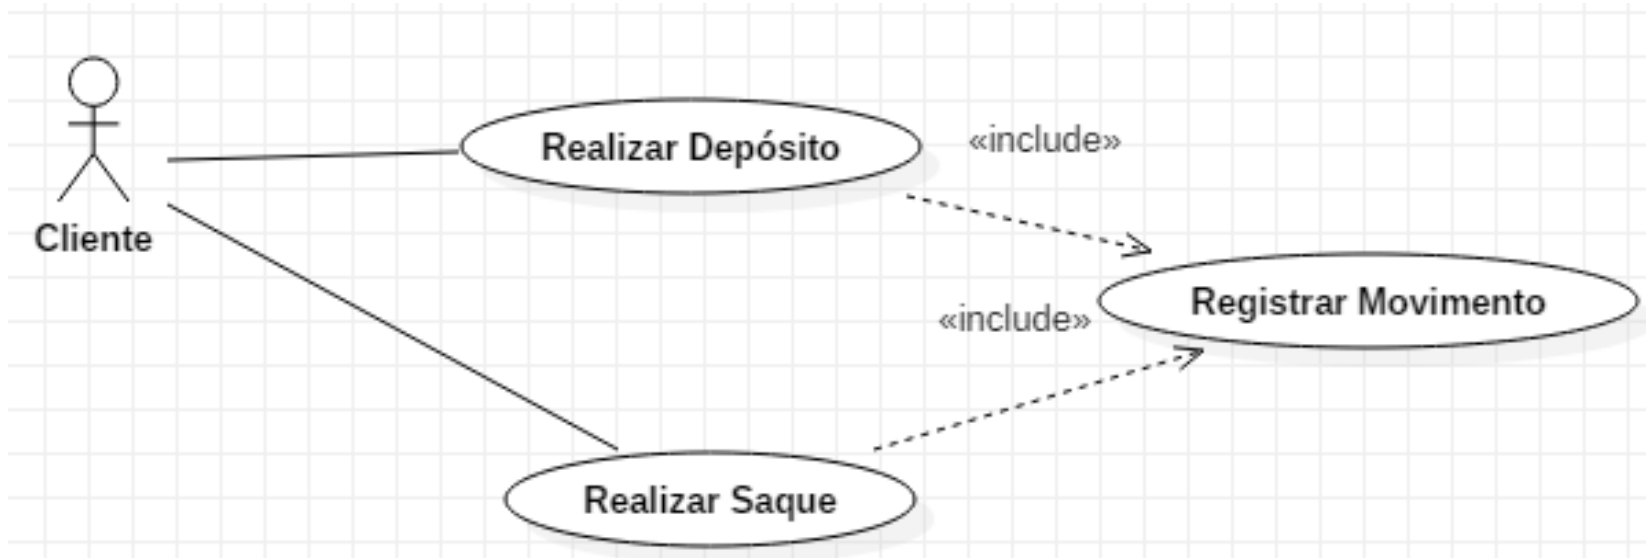 Realizar Depósito
«include»
Cliente
Registrar Movimento
«include»
Realizar Saque